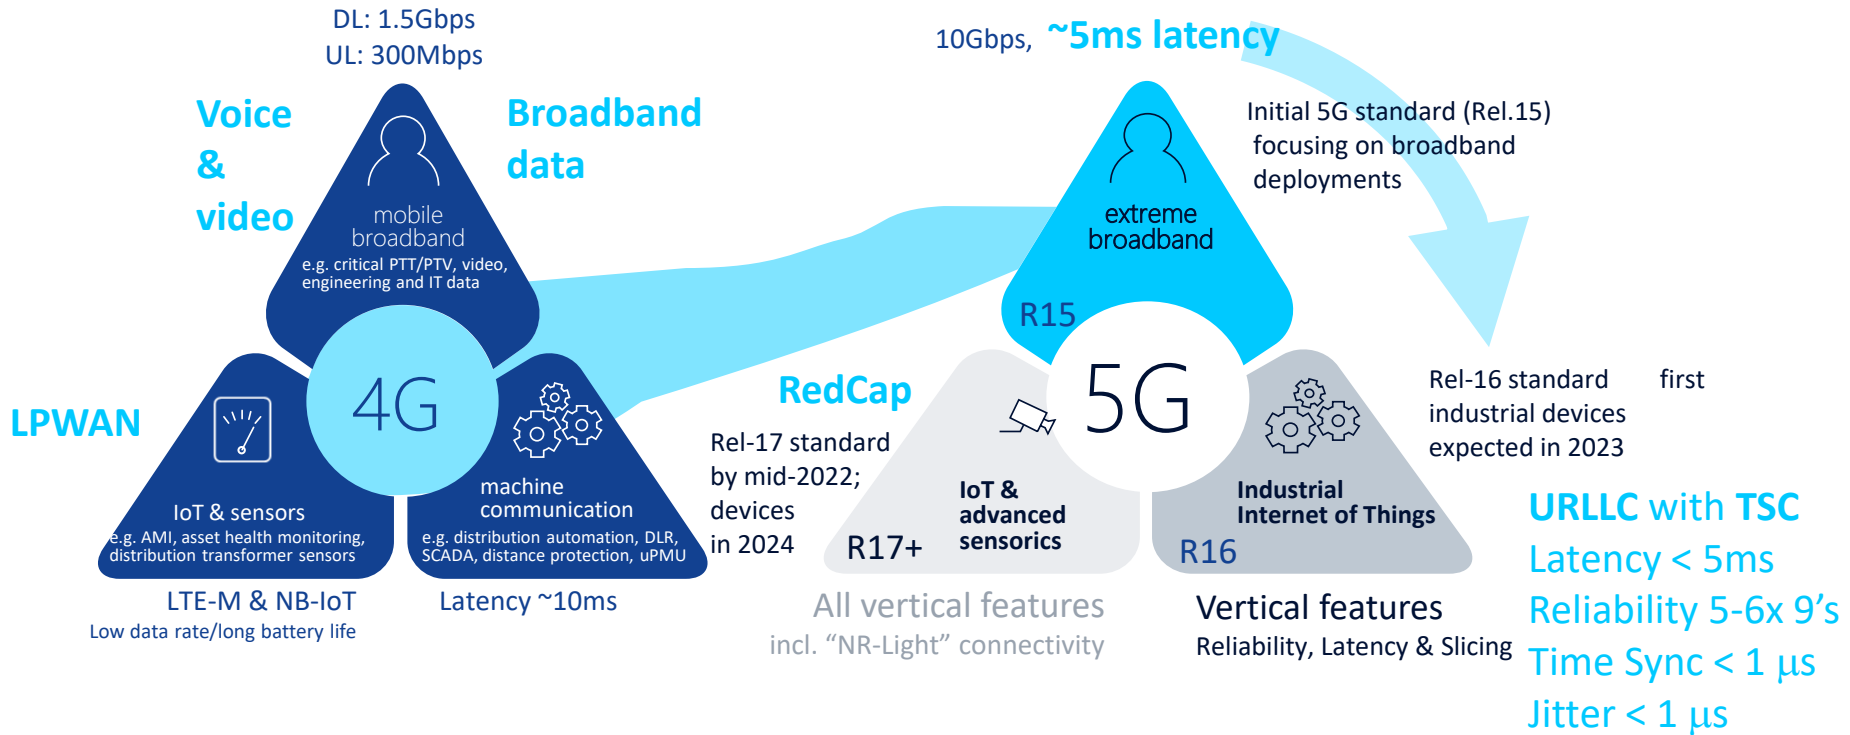 DL: 1.5Gbps
UL: 300Mbps
Voice
&
video
Broadband
data
mobile
broadband
e.g. critical PTT/PTV, video,
engineering and IT data
4G
LPWAN
IoT & sensors
e.g. AMI, asset health monitoring,
distribution transformer sensors
LTE-M & NB-IoT
Low data rate/long battery life
machine
communication
e.g. distribution automation, DLR,
SCADA, distance protection, uPMU
Latency ~10ms
10Gbps, ~5ms latency
Initial 5G standard (Rel.15)
focusing on broadband
deployments
extreme
broadband
R15
5G
RedCap
Rel-17 standard
by mid-2022;
devices
in 2024
IoT &
advanced
sensorics
R17+
All vertical features
incl. “NR-Light” connectivity
Industrial
Internet of Things
R16
Vertical features
Reliability, Latency & Slicing
Rel-16 standard first
industrial devices
expected in 2023
URLLC with TSC
Latency < 5ms
Reliability 5-6x 9’s
Time Sync < 1 μs
Jitter < 1 μs